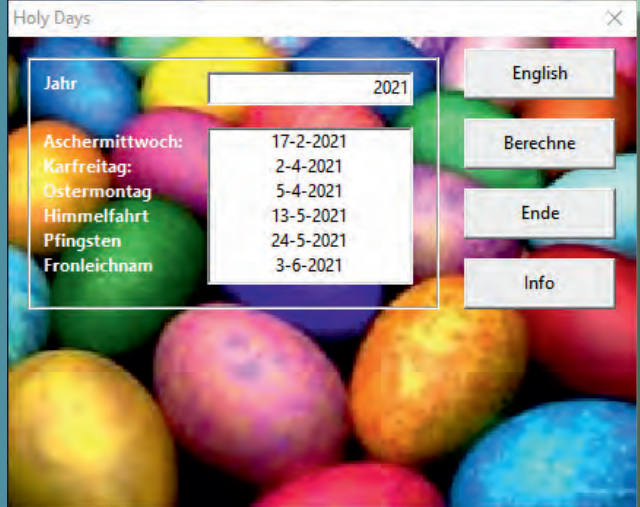 Holy Days
Jahr 2021
English
Aschermittwoch: 17-2-2021
Berechne
Karfreitag: 2-4-2021
Ostermontag 5-4-2021
Himmelfahrt 13-5-2021
Ende
Pfingsten 24-5-2021
Fronleichnam 3-6-2021
Info